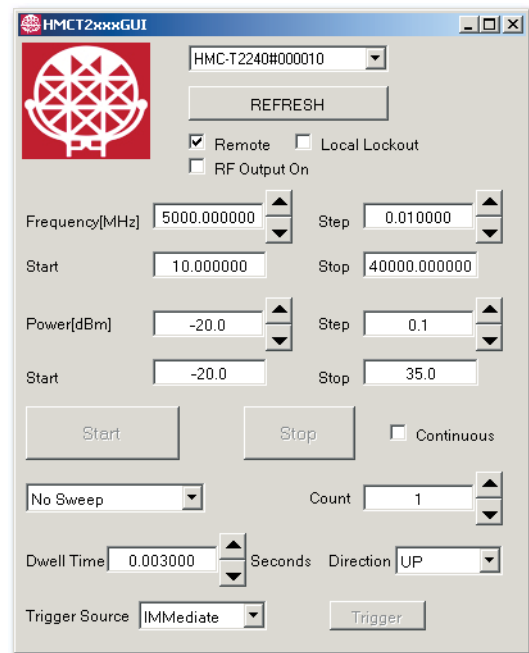 HMCT2xxxGUI
HMC-T2240#000010
REFRESH
Remote Local Lockout
RF Output On
Frequency[MHz] 5000.000000 Step 0.010000
Start 10.000000 Stop 40000.000000
Power[dBm] -20.0 Step 0.1
Start -20.0 Stop 35.0
Start Stop Continuous
No Sweep Count 1
Dwell Time 0.003000 Seconds Direction UP
Trigger Source IMMediate Trigger